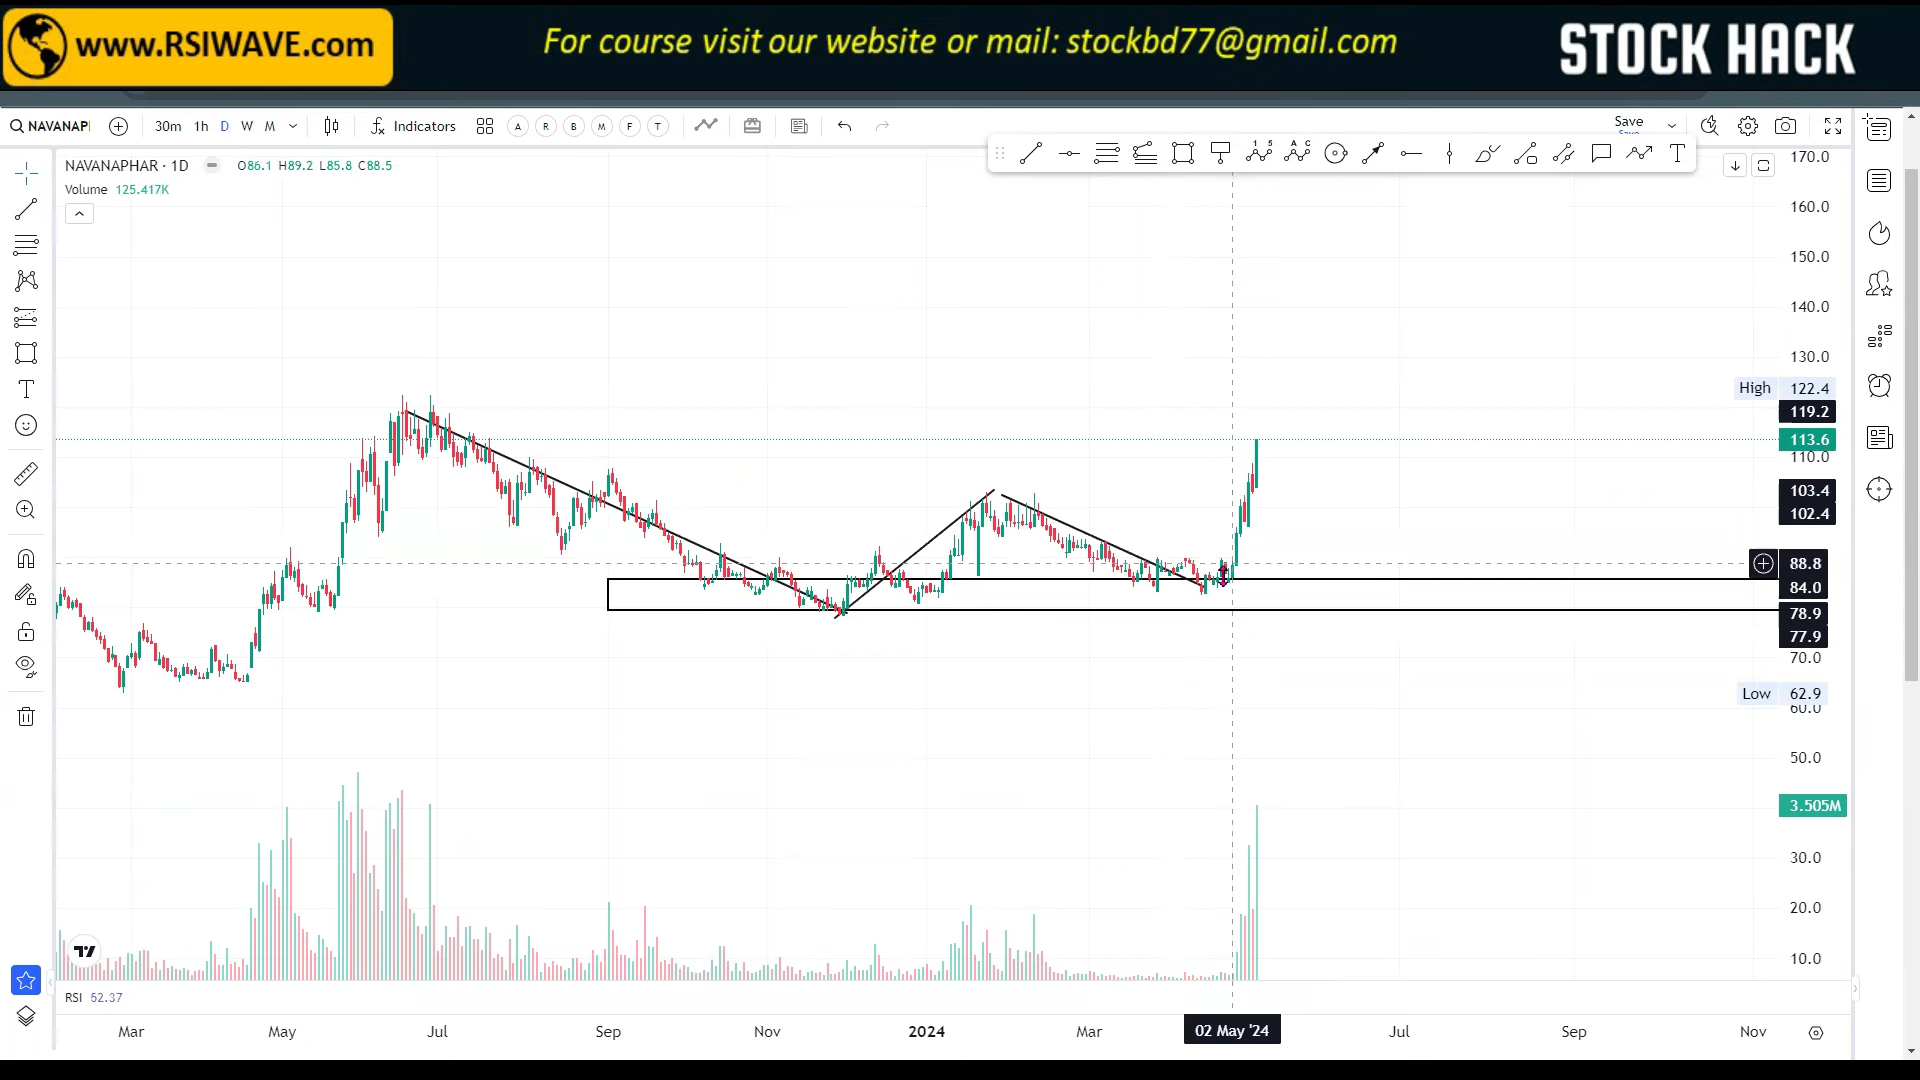 www.RSIWAVE.com
For course visit our website or mail: stockbd77@gmail.com
STOCK HACK
NAVANAP
30m 1h D W M
Indicators
A R B M F T
Save
Save
NAVANAPHAR · 1D
O86.1 H89.2 L85.8 C88.5
Volume 125.417K
170.0
160.0
150.0
140.0
130.0
High 122.4
119.2
113.6
110.0
103.4
102.4
88.8
84.0
78.9
77.9
70.0
Low 62.9
60.0
50.0
3.505M
30.0
20.0
10.0
RSI 52.37
Mar May Jul Sep Nov 2024 Mar 02 May '24 Jul Sep Nov